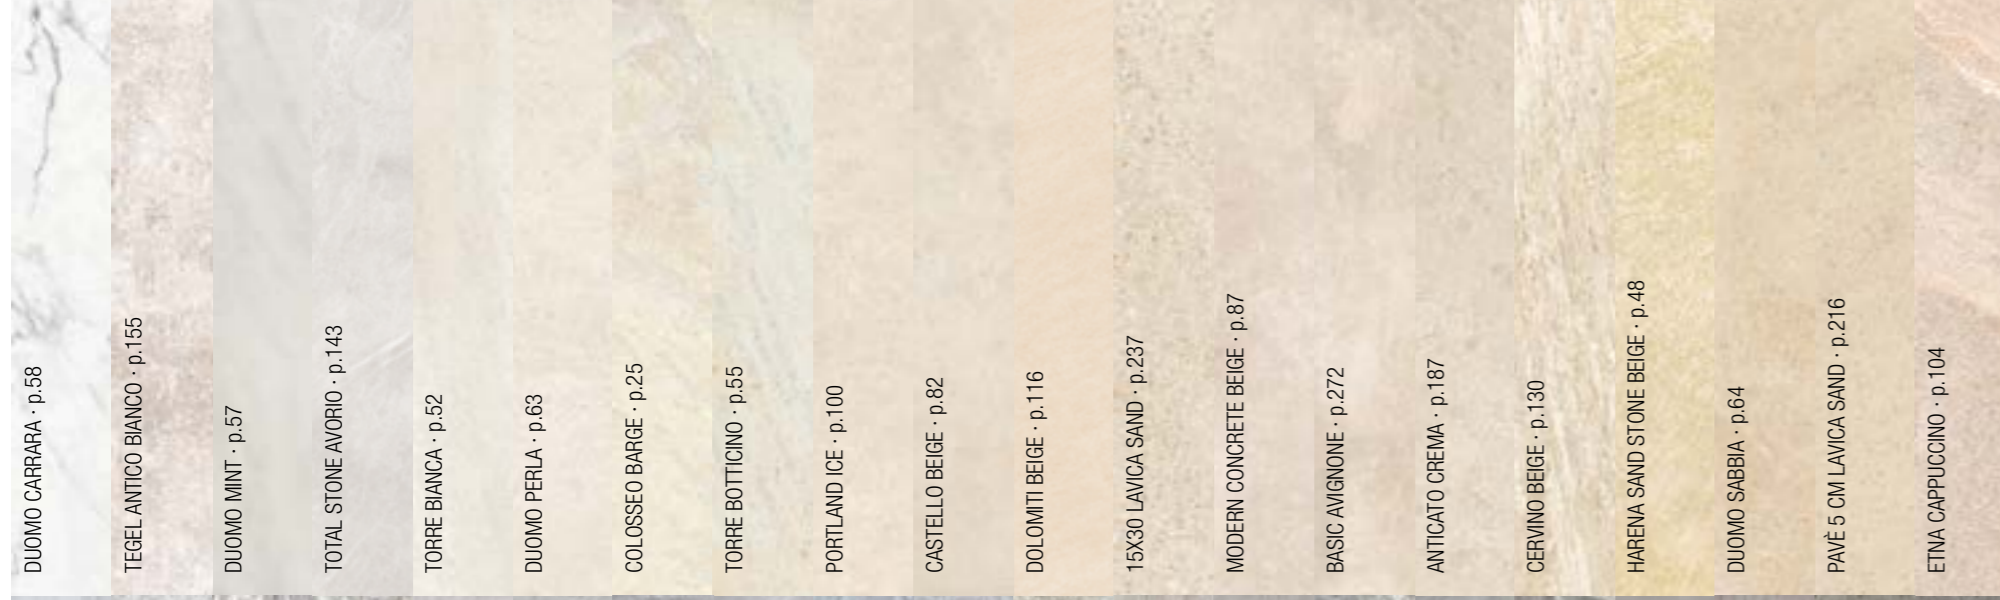 DUOMO CARRARA · p.58
TEGEL ANTICO BIANCO · p.155
DUOMO MINT · p.57
TOTAL STONE AVORIO · p.143
TORRE BIANCA · p.52
DUOMO PERLA · p.63
COLOSSEO BARGE · p.25
TORRE BOTTICINO · p.55
PORTLAND ICE · p.100
CASTELLO BEIGE · p.82
DOLOMITI BEIGE · p.116
15X30 LAVICA SAND · p.237
MODERN CONCRETE BEIGE · p.87
BASIC AVIGNONE · p.272
ANTICATO CREMA · p.187
CERVINO BEIGE · p.130
HARENA SAND STONE BEIGE · p.48
DUOMO SABBIA · p.64
PAVÈ 5 CM LAVICA SAND · p.216
ETNA CAPPUCCINO · p.104